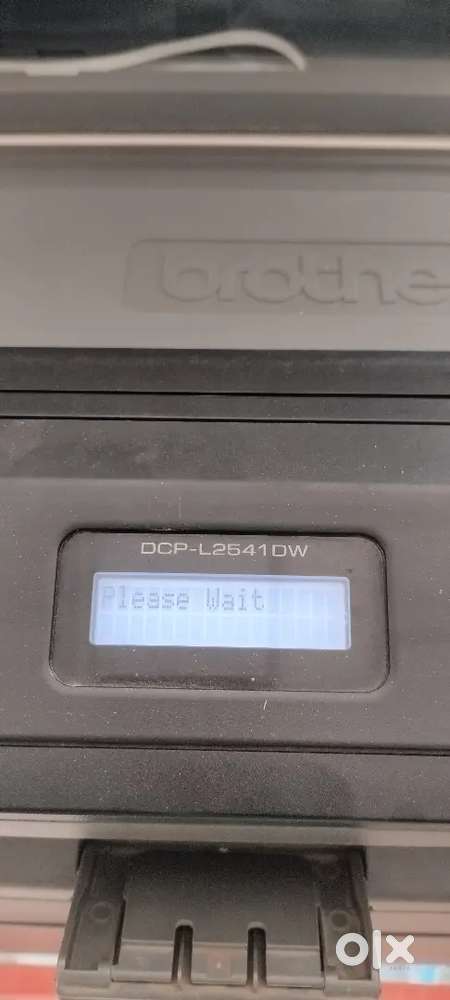 brothe
DCP-L2541DW
Please Wait
olx